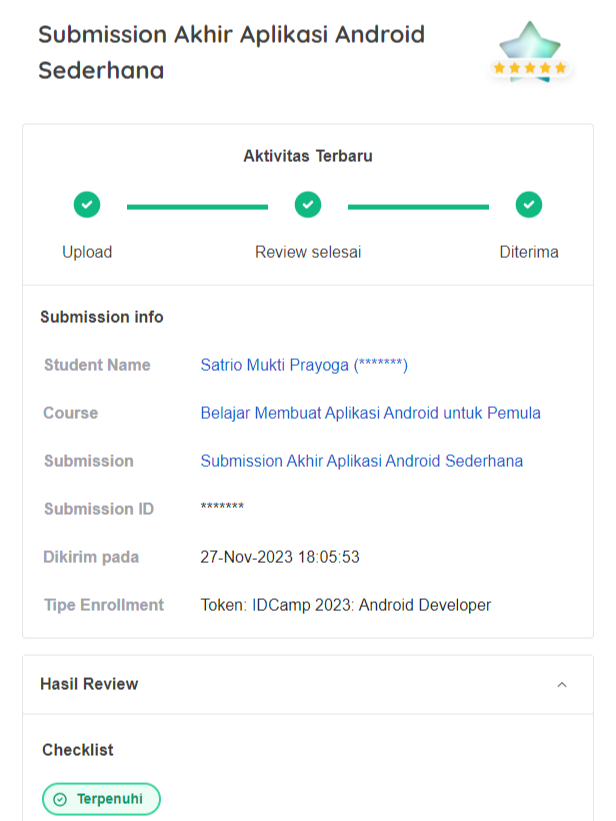 Submission Akhir Aplikasi Android
Sederhana
Aktivitas Terbaru
Upload
Review selesai
Diterima
Submission info
Student Name Satrio Mukti Prayoga (*******)
Course Belajar Membuat Aplikasi Android untuk Pemula
Submission Submission Akhir Aplikasi Android Sederhana
Submission ID *******
Dikirim pada 27-Nov-2023 18:05:53
Tipe Enrollment Token: IDCamp 2023: Android Developer
Hasil Review
Checklist
Terpenuhi